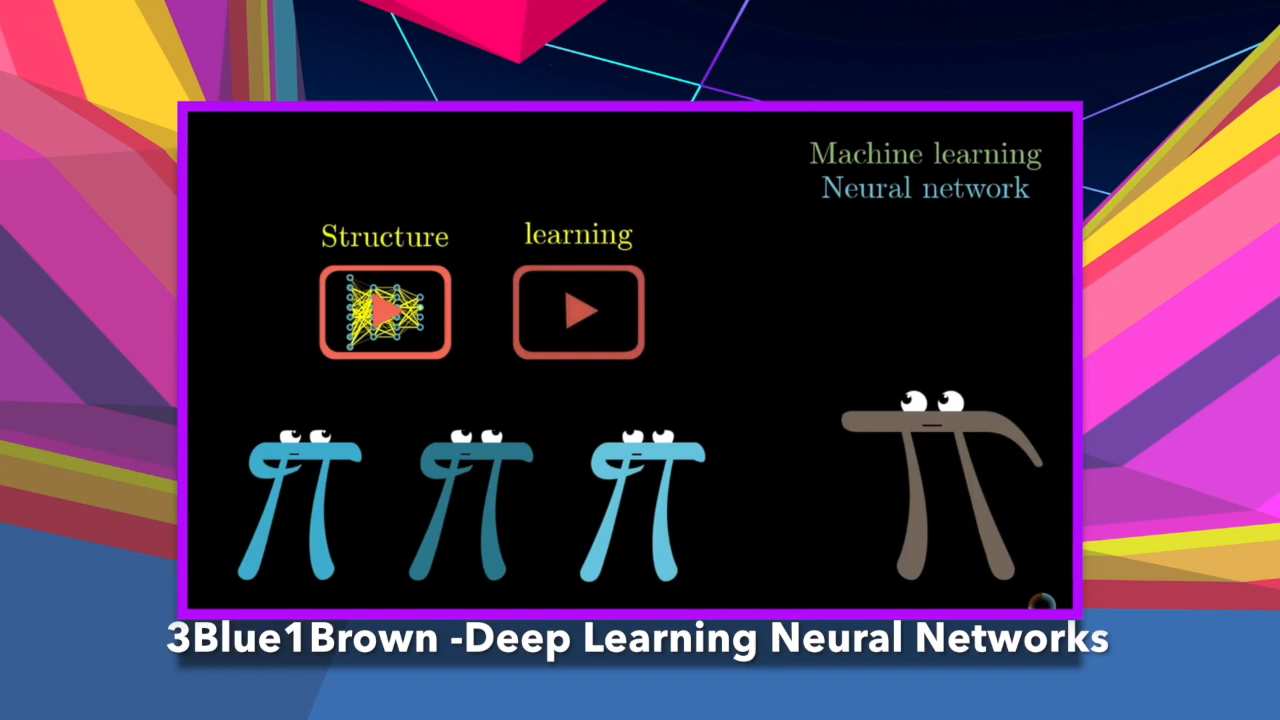 Machine learning
Neural network
Structure
learning
3Blue1Brown -Deep Learning Neural Networks